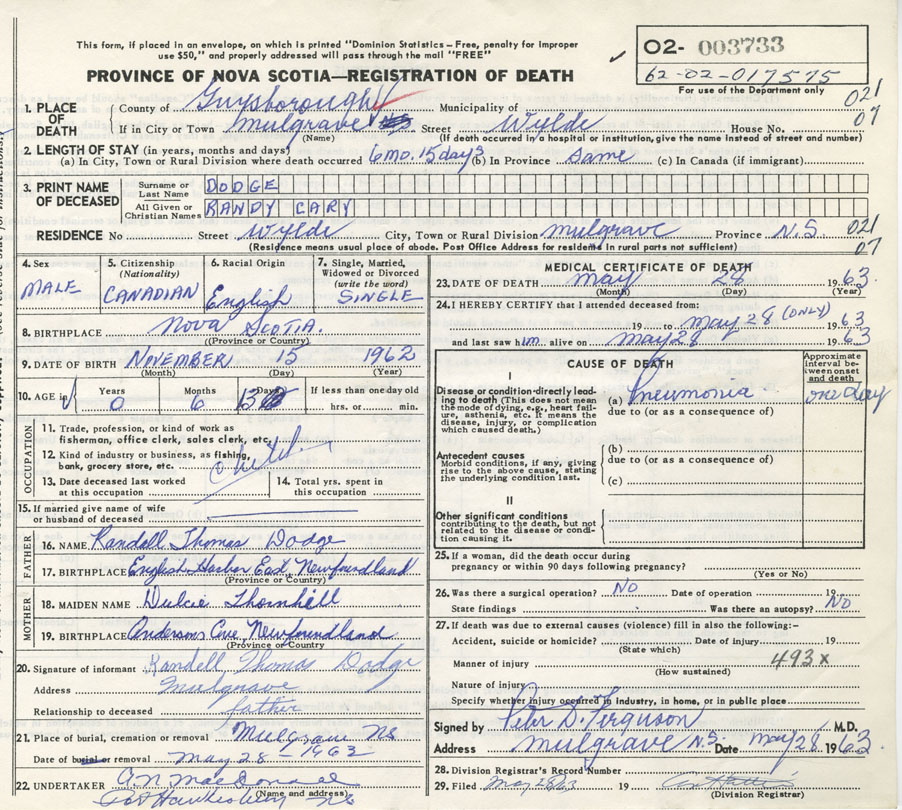 This form, if placed in an envelope, on which is printed "Dominion Statistics – Free, penalty for improper
use $50," and properly addressed will pass through the mail "FREE"
02- 003733
62-02-017575
For use of the Department only
PROVINCE OF NOVA SCOTIA—REGISTRATION OF DEATH
1. PLACE OF DEATH
County of Guysborough Municipality of 021
If in City or Town Mulgrave Street Wylde House No. 07
(Name) (If death occurred in a hospital or institution, give the name instead of street and number)
2. LENGTH OF STAY (in years, months and days)
(a) In City, Town or Rural Division where death occurred 6 mo. 15 days (b) In Province Same (c) In Canada (if immigrant)
3. PRINT NAME OF DECEASED
Surname or Last Name DODGE
All Given or Christian Names RANDY CARY
RESIDENCE No Street Wylde City, Town or Rural Division Mulgrave Province N.S 021
(Residence means usual place of abode. Post Office Address for residents in rural parts not sufficient) 07
4. Sex MALE
5. Citizenship (Nationality) CANADIAN
6. Racial Origin English
7. Single, Married, Widowed or Divorced (write the word) SINGLE
8. BIRTHPLACE Nova Scotia.
(Province or Country)
9. DATE OF BIRTH NOVEMBER 15 1962
(Month) (Day) (Year)
10. AGE in Years 0 Months 6 Days 13 If less than one day old hrs. or min.
OCCUPATION
11. Trade, profession, or kind of work as fisherman, office clerk, sales clerk, etc.
12. Kind of industry or business, as fishing, bank, grocery store, etc.
13. Date deceased last worked at this occupation
14. Total yrs. spent in this occupation
15. If married give name of wife or husband of deceased
FATHER
16. NAME Randell Thomas Dodge
17. BIRTHPLACE English Harbor East, Newfoundland
(Province or Country)
MOTHER
18. MAIDEN NAME Dulcie Thornhill
19. BIRTHPLACE Andersons Cove Newfoundland
(Province or Country)
20. Signature of informant Randell Thomas Dodge
Address Mulgrave
Relationship to deceased father
21. Place of burial, cremation or removal Mulgrave NS
Date of burial or removal May 28 – 1963
22. UNDERTAKER A N MacDonald
(Name and address)
Port Hawkesbury NS
MEDICAL CERTIFICATE OF DEATH
23. DATE OF DEATH May 28 1963
(Month) (Day) (Year)
24. I HEREBY CERTIFY that I attended deceased from:
19 to May 28 (ONLY) 1963
and last saw him alive on May 28 1963
CAUSE OF DEATH
Approximate interval between onset and death
I
Disease or condition directly leading to death (This does not mean the mode of dying, e.g., heart failure, asthenia, etc. It means the disease, injury, or complication which caused death.)
(a) Pneumonia one day
due to (or as a consequence of)
Antecedent causes
Morbid conditions, if any, giving rise to the above cause, stating the underlying condition last.
(b)
due to (or as a consequence of)
(c)
II
Other significant conditions contributing to the death, but not related to the disease or condition causing it.
25. If a woman, did the death occur during pregnancy or within 90 days following pregnancy?
(Yes or No)
26. Was there a surgical operation? NO Date of operation 19
State findings Was there an autopsy? NO
27. If death was due to external causes (violence) fill in also the following:–
Accident, suicide or homicide? Date of injury 19
(State which)
Manner of injury 493x
(How sustained)
Nature of injury
Specify whether injury occurred in industry, in home, or in public place
Signed by Peter D. Ferguson M.D.
Address Mulgrave N.S. Date May 28 1963.
28. Division Registrar's Record Number
29. Filed May 28/63 19
(Division Registrar)